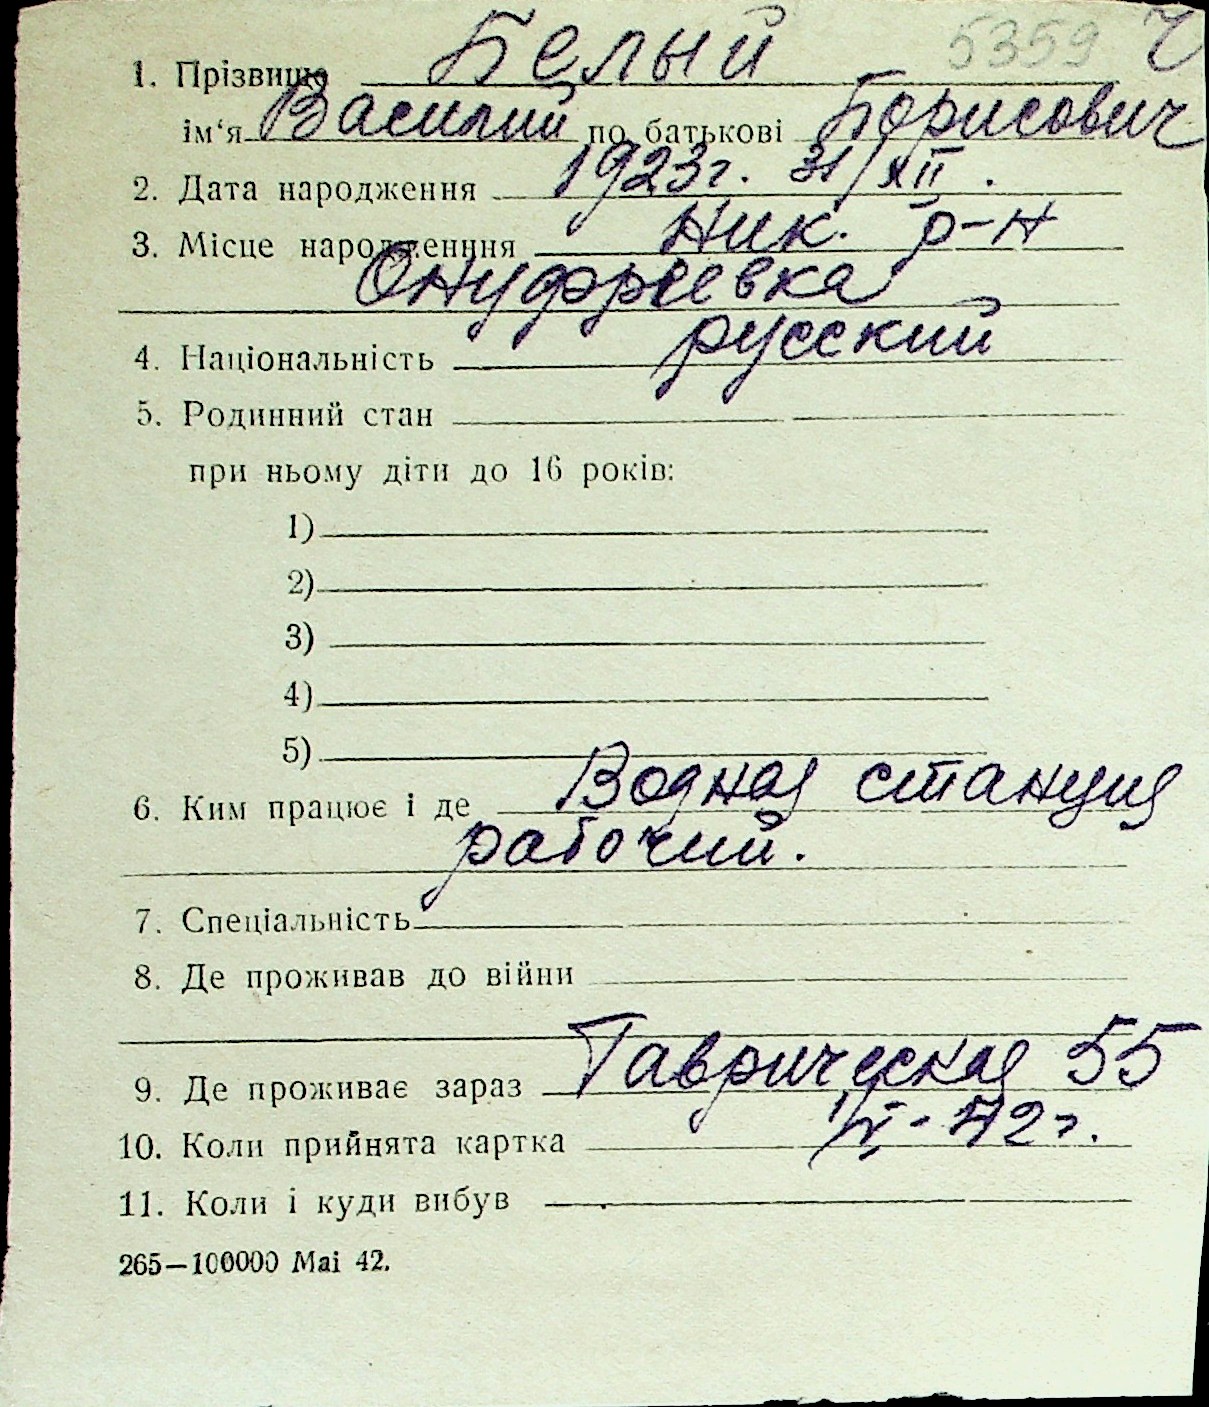 5359 Ч
1. Прізвище Белый
ім‘я Василий по батькові Борисович
2. Дата народження 1923г. 31/XII.
3. Місце народженння Ник. р-н
Онуфреевка
4. Національність русский
5. Родинний стан
при ньому діти до 16 років:
1)
2)
3)
4)
5)
6. Ким працює і де Водная станция
рабочий.
7. Спеціальність
8. Де проживав до війни
9. Де проживає зараз Таврическая 55
10. Коли прийнята картка 42г.
11. Коли і куди вибув
265—100000 Mai 42.